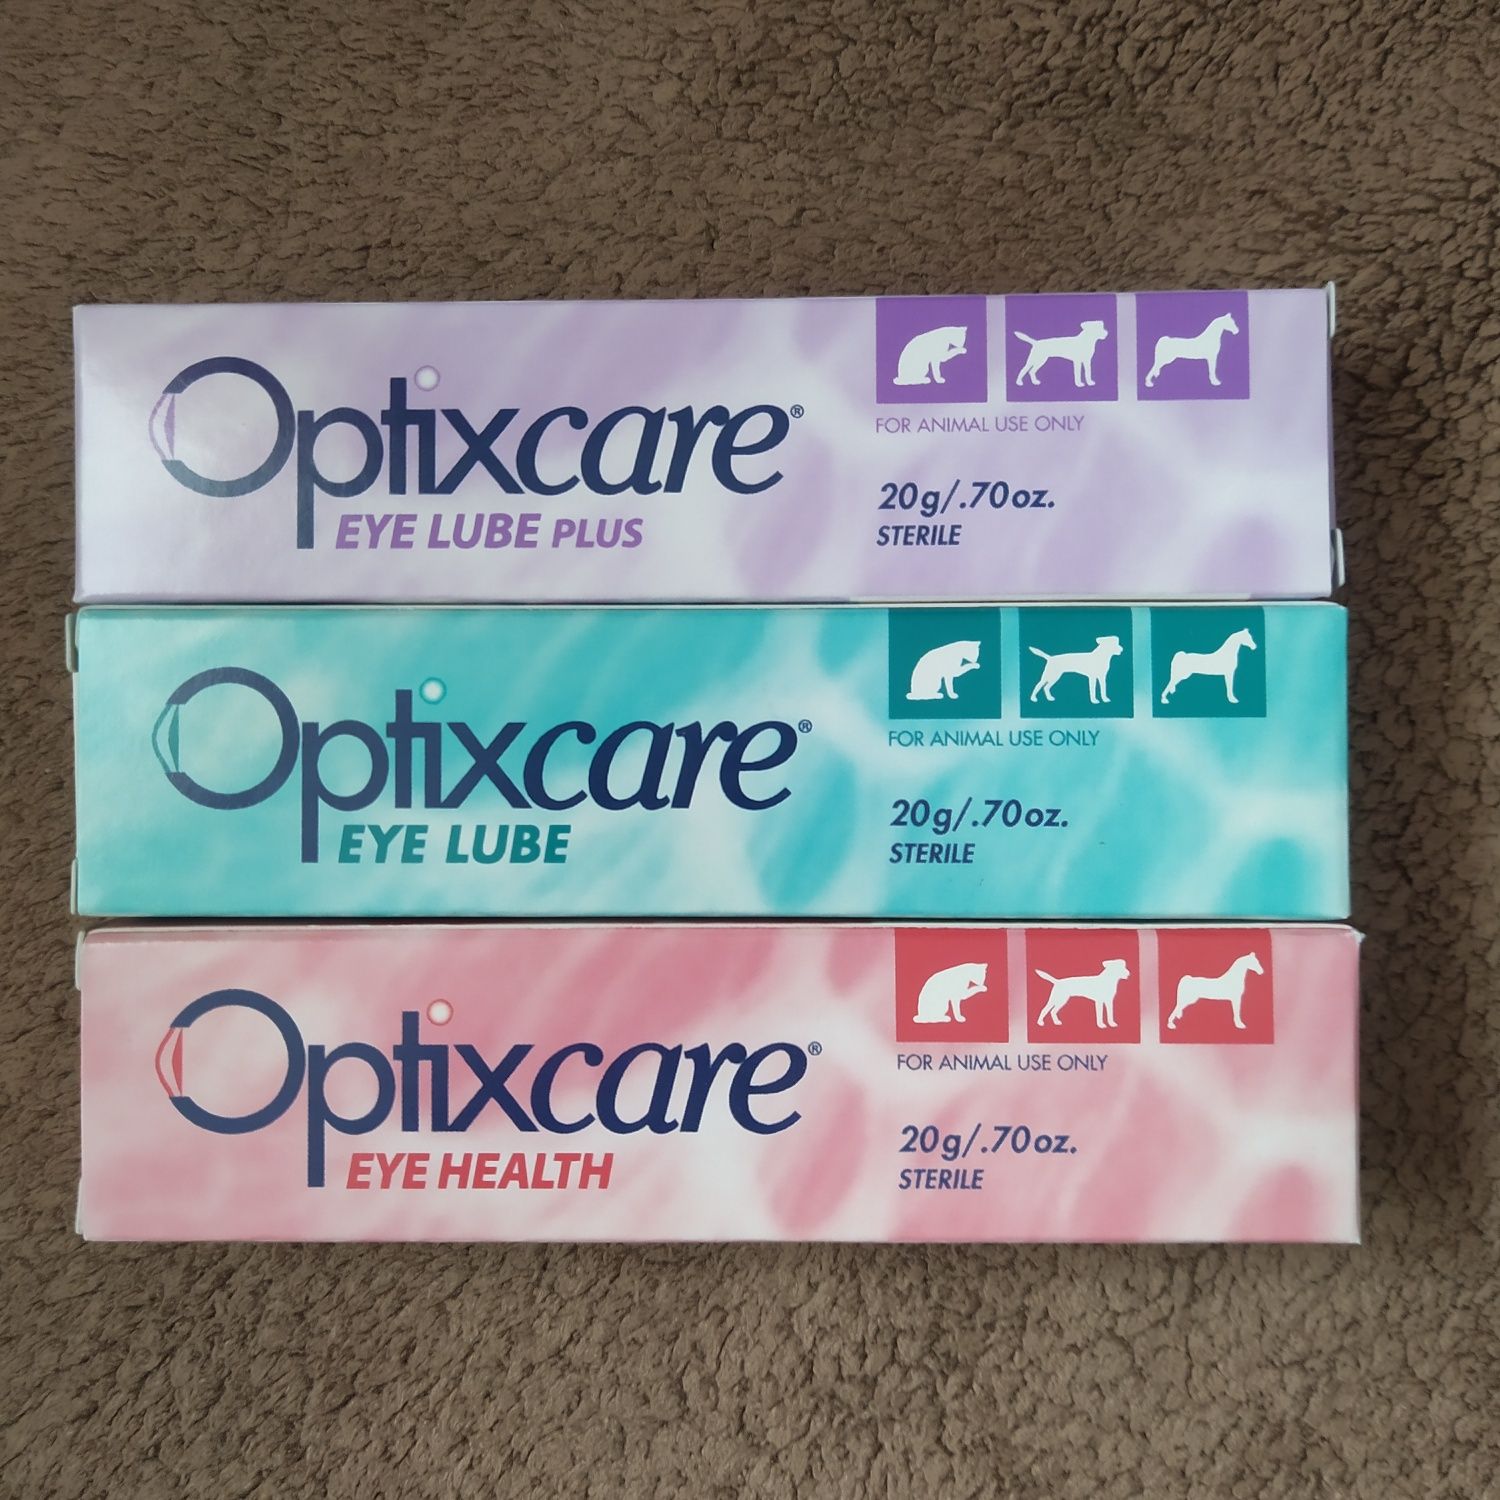 Optixcare®
EYE LUBE PLUS
FOR ANIMAL USE ONLY
20g/.70oz.
STERILE
Optixcare®
EYE LUBE
FOR ANIMAL USE ONLY
20g/.70oz.
STERILE
Optixcare®
EYE HEALTH
FOR ANIMAL USE ONLY
20g/.70oz.
STERILE